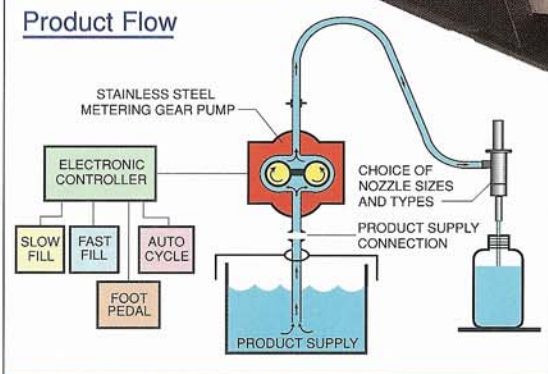 Product Flow
STAINLESS STEEL
METERING GEAR PUMP
ELECTRONIC
CONTROLLER
SLOW
FILL
FAST
FILL
AUTO
CYCLE
FOOT
PEDAL
CHOICE OF
NOZZLE SIZES
AND TYPES
PRODUCT SUPPLY
CONNECTION
PRODUCT SUPPLY